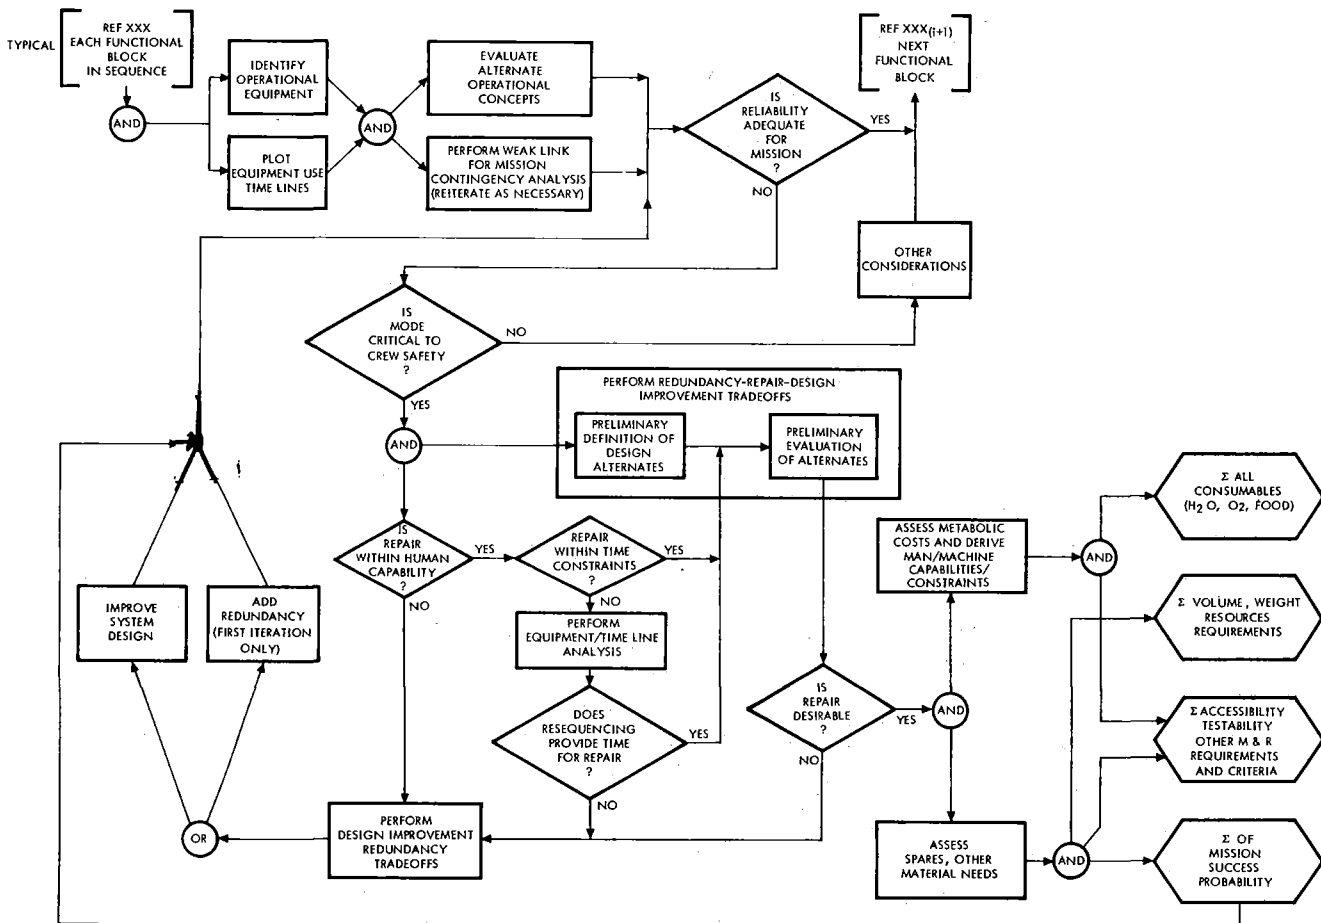 TYPICAL
REF XXX
EACH FUNCTIONAL
BLOCK
IN SEQUENCE
AND
IDENTIFY
OPERATIONAL
EQUIPMENT
PLOT
EQUIPMENT USE
TIME LINES
AND
EVALUATE
ALTERNATE
OPERATIONAL
CONCEPTS
PERFORM WEAK LINK
FOR MISSION
CONTINGENCY ANALYSIS
(REITERATE AS NECESSARY)
IS
RELIABILITY
ADEQUATE
FOR
MISSION
?
YES
NO
REF XXX(i+1)
NEXT
FUNCTIONAL
BLOCK
OTHER
CONSIDERATIONS
IS
MODE
CRITICAL TO
CREW SAFETY
?
NO
YES
AND
PERFORM REDUNDANCY-REPAIR-DESIGN
IMPROVEMENT TRADEOFFS
PRELIMINARY
DEFINITION OF
DESIGN
ALTERNATES
PRELIMINARY
EVALUATION
OF ALTERNATES
IS
REPAIR
WITHIN HUMAN
CAPABILITY
?
YES
NO
REPAIR
WITHIN TIME
CONSTRAINTS
?
YES
NO
PERFORM
EQUIPMENT/TIME LINE
ANALYSIS
DOES
RESEQUENCING
PROVIDE TIME
FOR REPAIR
?
YES
NO
IMPROVE
SYSTEM
DESIGN
ADD
REDUNDANCY
(FIRST ITERATION
ONLY)
OR
PERFORM
DESIGN IMPROVEMENT
REDUNDANCY
TRADEOFFS
IS
REPAIR
DESIRABLE
?
YES
NO
AND
ASSESS METABOLIC
COSTS AND DERIVE
MAN/MACHINE
CAPABILITIES/
CONSTRAINTS
AND
ASSESS
SPARES, OTHER
MATERIAL NEEDS
AND
Σ ALL
CONSUMABLES
(H2O, O2, FOOD)
Σ VOLUME, WEIGHT
RESOURCES
REQUIREMENTS
Σ ACCESSIBILITY
TESTABILITY
OTHER M & R
REQUIREMENTS
AND CRITERIA
Σ OF
MISSION
SUCCESS
PROBABILITY